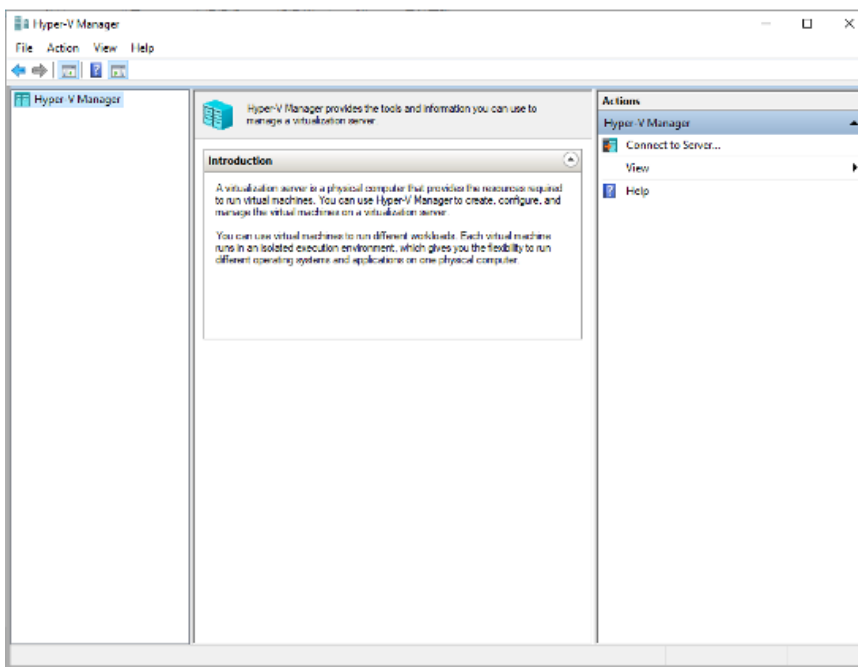 Hyper-V Manager
File Action View Help
Hyper-V Manager
Hyper-V Manager provides the tools and information you can use to
manage a virtualization server.
Introduction
A virtualization server is a physical computer that provides the resources required
to run virtual machines. You can use Hyper-V Manager to create, configure, and
manage the virtual machines on a virtualization server.
You can use virtual machines to run different workloads. Each virtual machine
runs in an isolated execution environment, which gives you the flexibility to run
different operating systems and applications on one physical computer.
Actions
Hyper-V Manager
Connect to Server...
View
Help